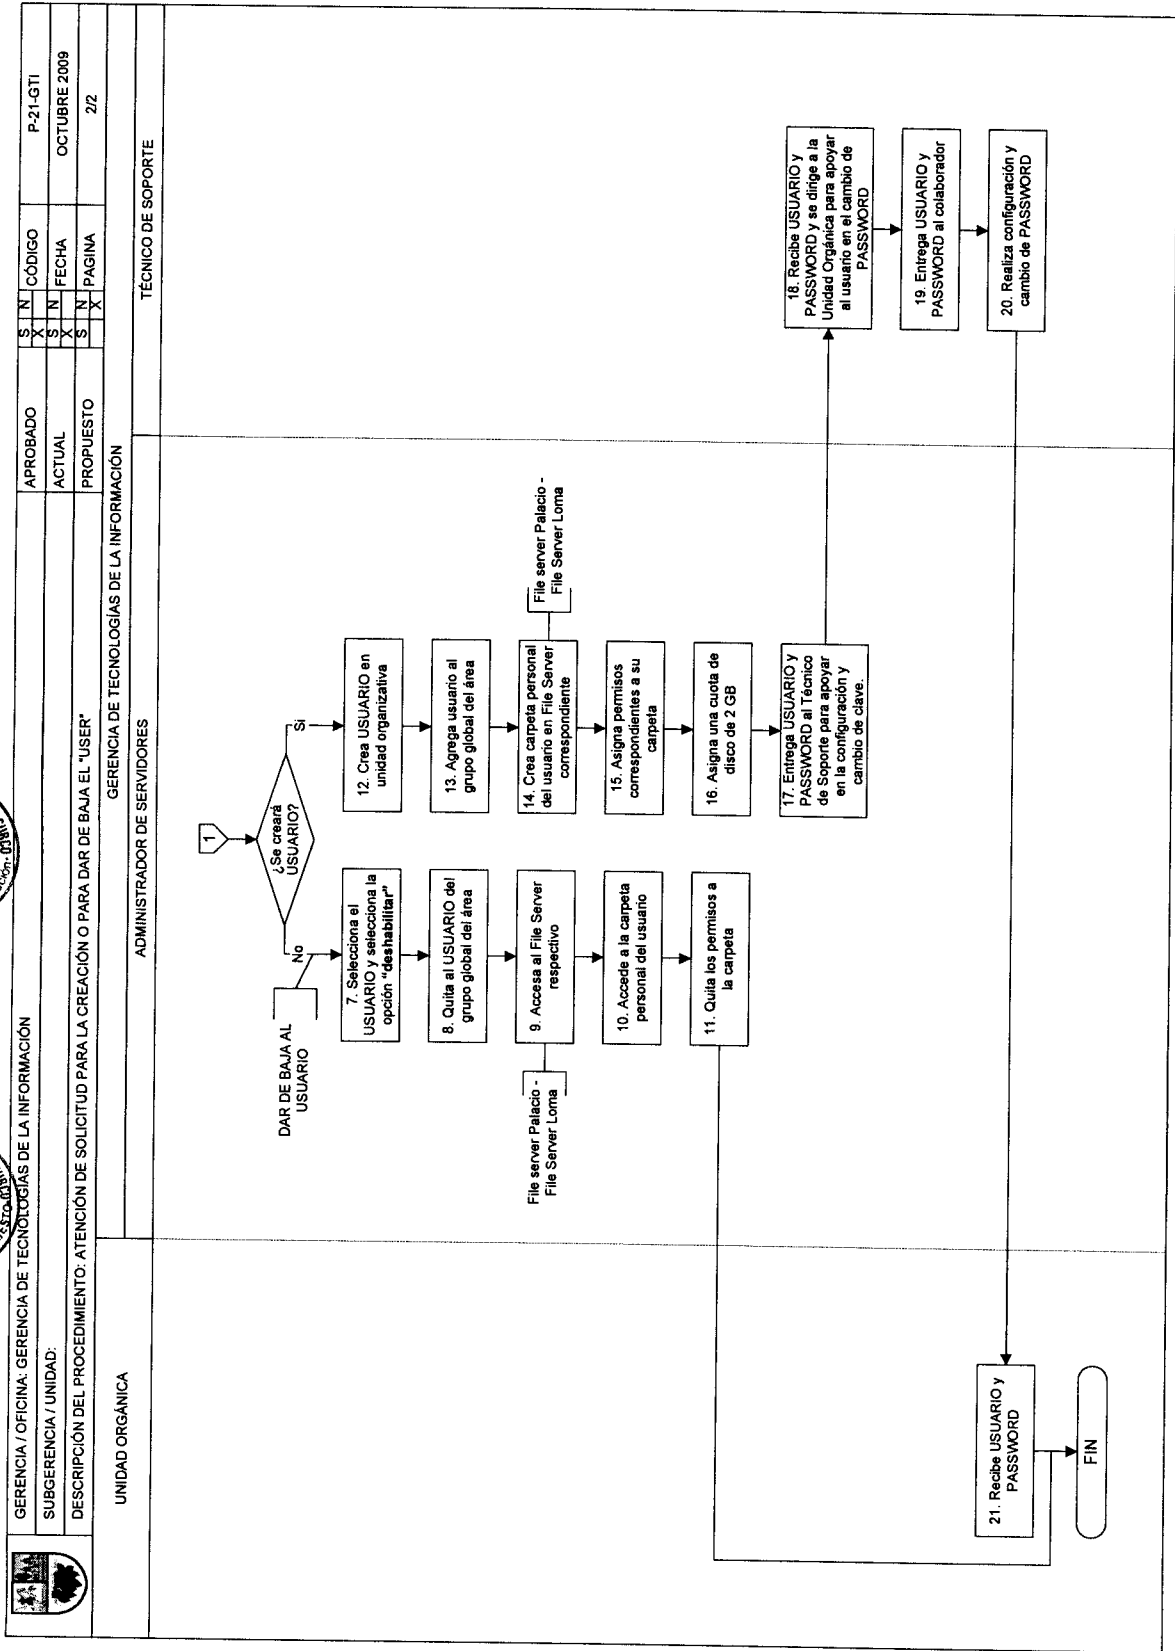 GERENCIA / OFICINA: GERENCIA DE TECNOLOGÍAS DE LA INFORMACIÓN
APROBADO
S N
X
CÓDIGO
P-21-GTI
SUBGERENCIA / UNIDAD:
ACTUAL
S N
X
FECHA
OCTUBRE 2009
DESCRIPCIÓN DEL PROCEDIMIENTO: ATENCIÓN DE SOLICITUD PARA LA CREACIÓN O PARA DAR DE BAJA EL "USER"
PROPUESTO
S N
X
PAGINA
2/2
GERENCIA DE TECNOLOGÍAS DE LA INFORMACIÓN
UNIDAD ORGÁNICA
ADMINISTRADOR DE SERVIDORES
TÉCNICO DE SOPORTE
1
¿Se creará
USUARIO?
No
Si
DAR DE BAJA AL
USUARIO
7. Selecciona el
USUARIO y selecciona la
opción "deshabilitar"
8. Quita al USUARIO del
grupo global del área
9. Accesa al File Server
respectivo
File server Palacio -
File Server Loma
10. Accede a la carpeta
personal del usuario
11. Quita los permisos a
la carpeta
12. Crea USUARIO en
unidad organizativa
13. Agrega usuario al
grupo global del área
14. Crea carpeta personal
del usuario en File Server
correspondiente
File server Palacio -
File Server Loma
15. Asigna permisos
correspondientes a su
carpeta
16. Asigna una cuota de
disco de 2 GB
17. Entrega USUARIO y
PASSWORD al Técnico
de Soporte para apoyar
en la configuración y
cambio de clave.
18. Recibe USUARIO y
PASSWORD y se dirige a la
Unidad Orgánica para apoyar
al usuario en el cambio de
PASSWORD
19. Entrega USUARIO y
PASSWORD al colaborador
20. Realiza configuración y
cambio de PASSWORD
21. Recibe USUARIO y
PASSWORD
FIN